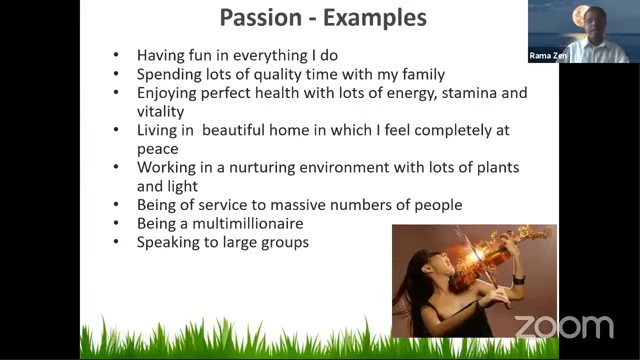 Passion - Examples
• Having fun in everything I do
• Spending lots of quality time with my family
• Enjoying perfect health with lots of energy, stamina and
vitality
• Living in  beautiful home in which I feel completely at
peace
• Working in a nurturing environment with lots of plants
and light
• Being of service to massive numbers of people
• Being a multimillionaire
• Speaking to large groups
Rama Zen
zoom